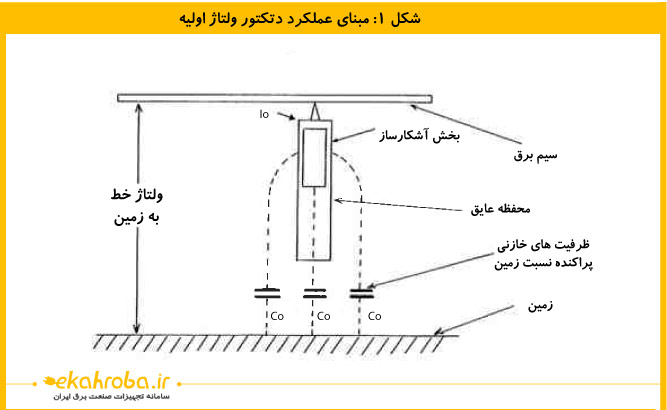 شکل ۱: مبنای عملکرد دتکتور ولتاژ اولیه
Io
بخش آشکارساز
سیم برق
ولتاژ خط
به زمین
محفظه عایق
ظرفیت های خازنی
پراکنده نسبت زمین
Co
Co
Co
زمین
ekahroba.ir
سامانه تجهیزات صنعت برق ایران